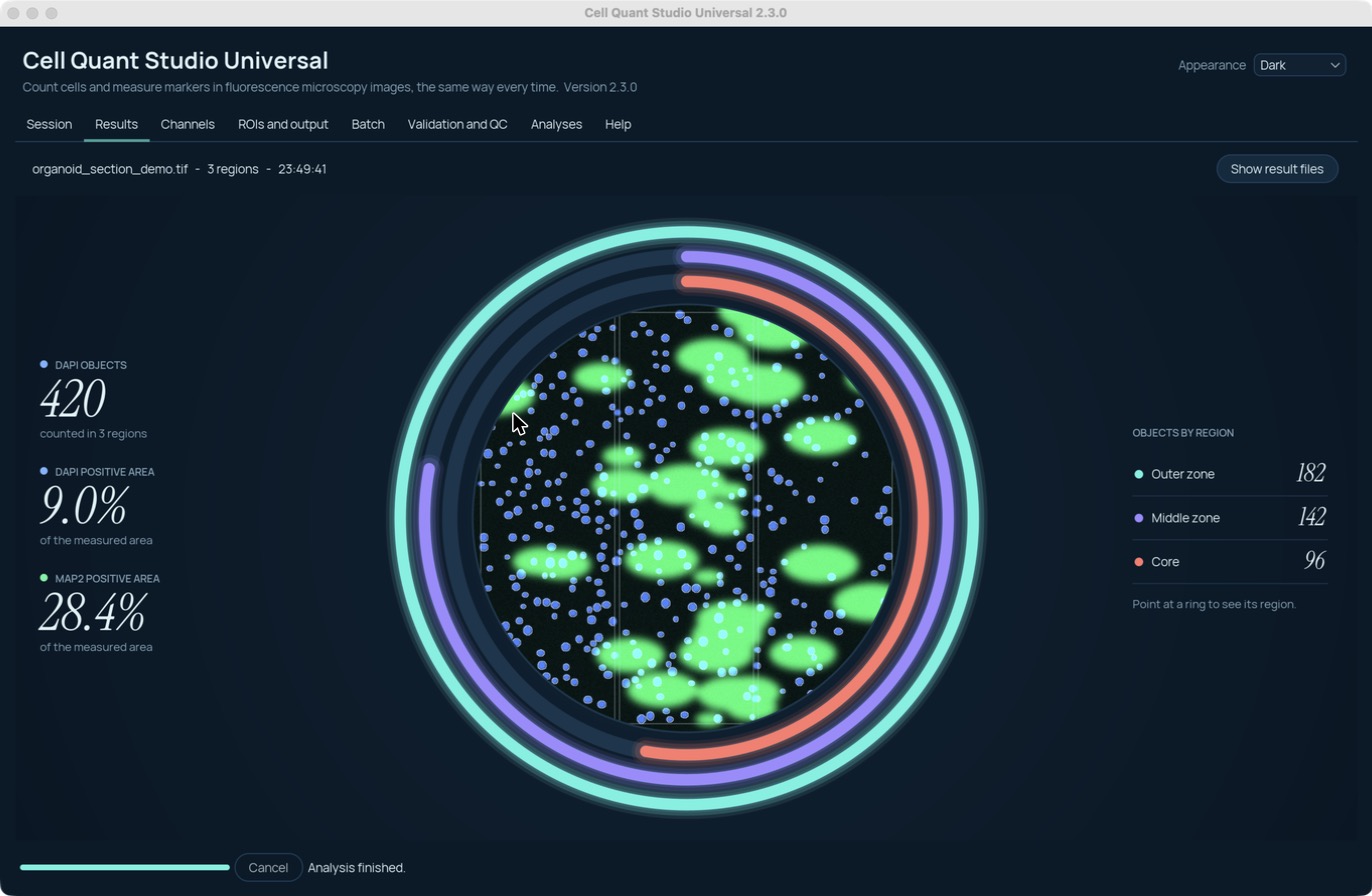 Cell Quant Studio Universal 2.3.0
Cell Quant Studio Universal
Appearance Dark
Count cells and measure markers in fluorescence microscopy images, the same way every time. Version 2.3.0
Session Results Channels ROIs and output Batch Validation and QC Analyses Help
organoid_section_demo.tif - 3 regions - 23:49:41
Show result files
DAPI OBJECTS
420
counted in 3 regions
DAPI POSITIVE AREA
9.0%
of the measured area
MAP2 POSITIVE AREA
28.4%
of the measured area
OBJECTS BY REGION
Outer zone 182
Middle zone 142
Core 96
Point at a ring to see its region.
Cancel Analysis finished.